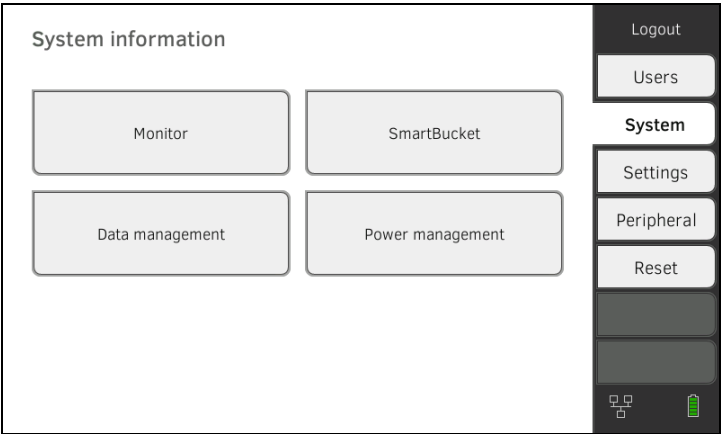 System information
Monitor
SmartBucket
Data management
Power management
Logout
Users
System
Settings
Peripheral
Reset